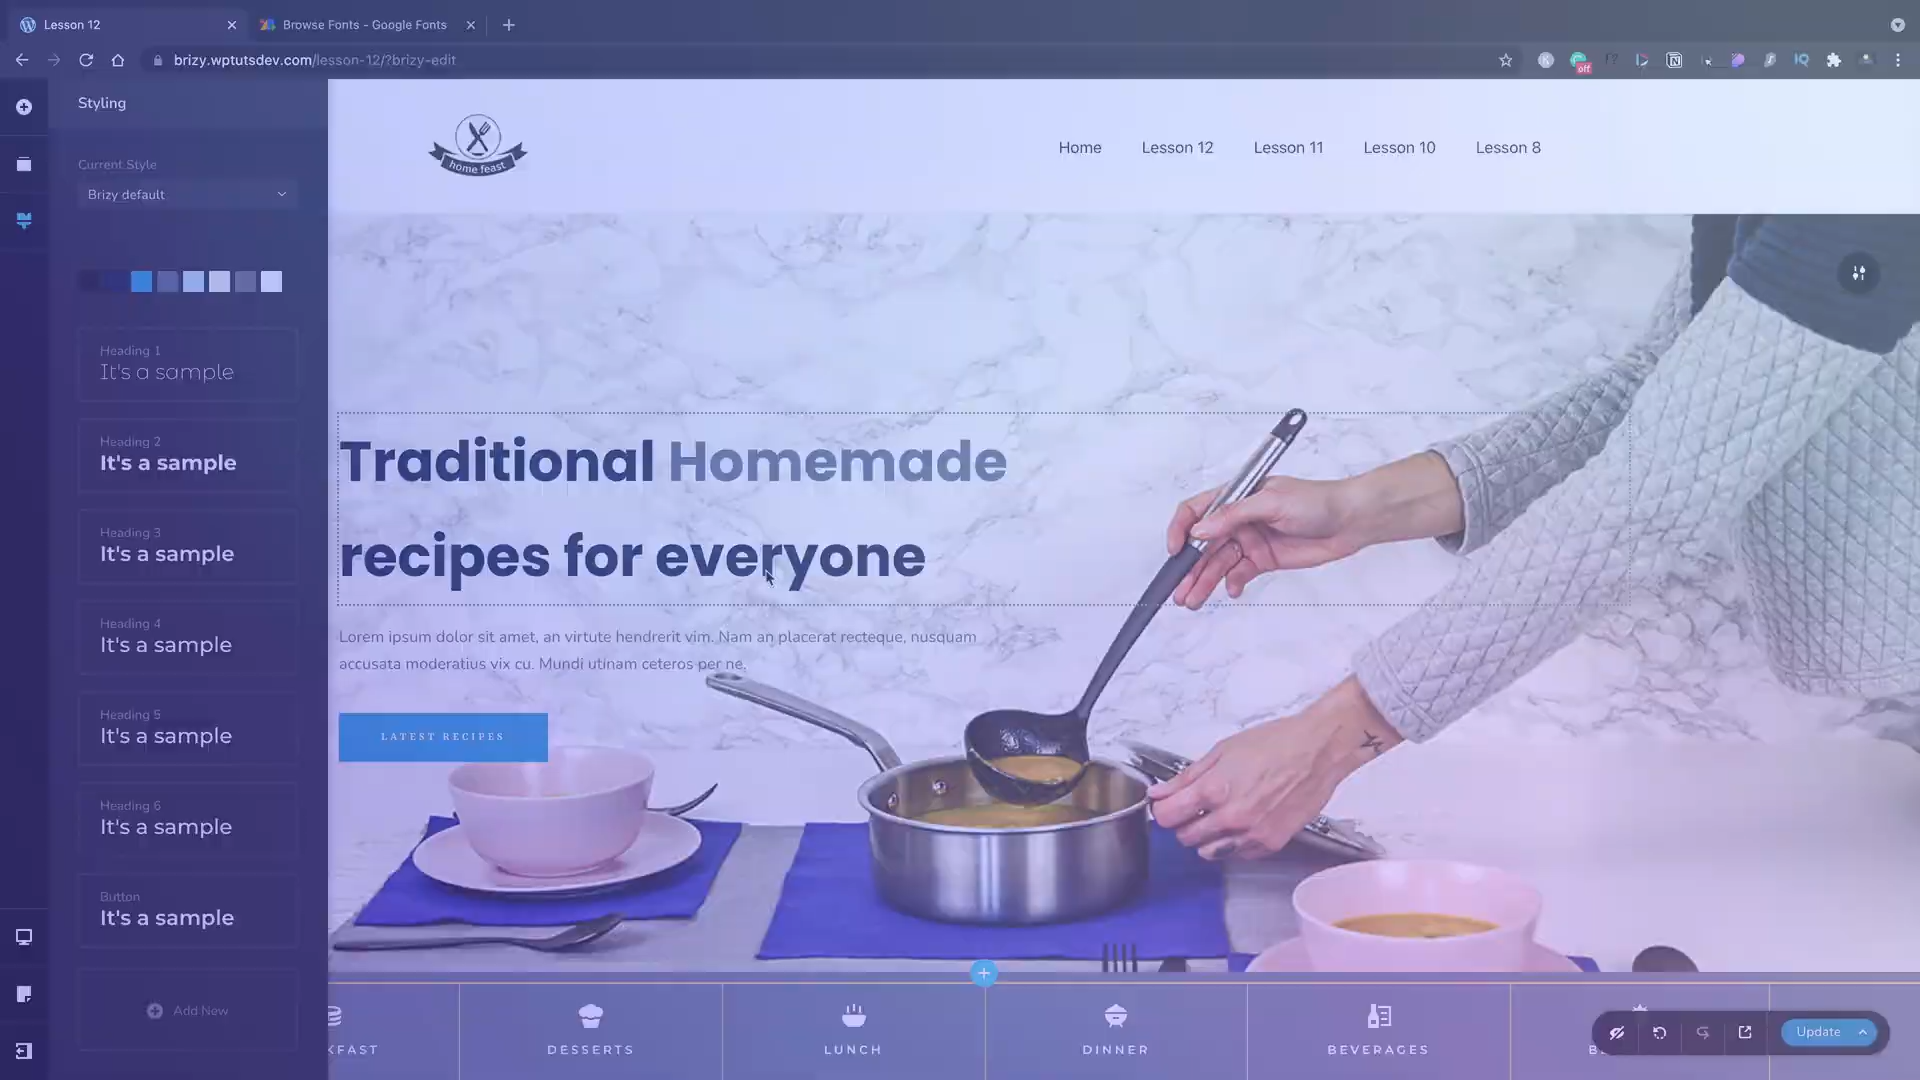 Lesson 12
Browse Fonts - Google Fonts
brizy.wptutsdev.com/lesson-12/?brizy-edit
off
Styling
Current Style
Brizy default
Heading 1
It's a sample
Heading 2
It's a sample
Heading 3
It's a sample
Heading 4
It's a sample
Heading 5
It's a sample
Heading 6
It's a sample
Button
It's a sample
Add New
home feast
Home
Lesson 12
Lesson 11
Lesson 10
Lesson 8
Traditional Homemade
recipes for everyone
Lorem ipsum dolor sit amet, an virtute hendrerit vim. Nam an placerat recteque, nusquam
accusata moderatius vix cu. Mundi utinam ceteros per ne.
LATEST RECIPES
KFAST
DESSERTS
LUNCH
DINNER
BEVERAGES
Update